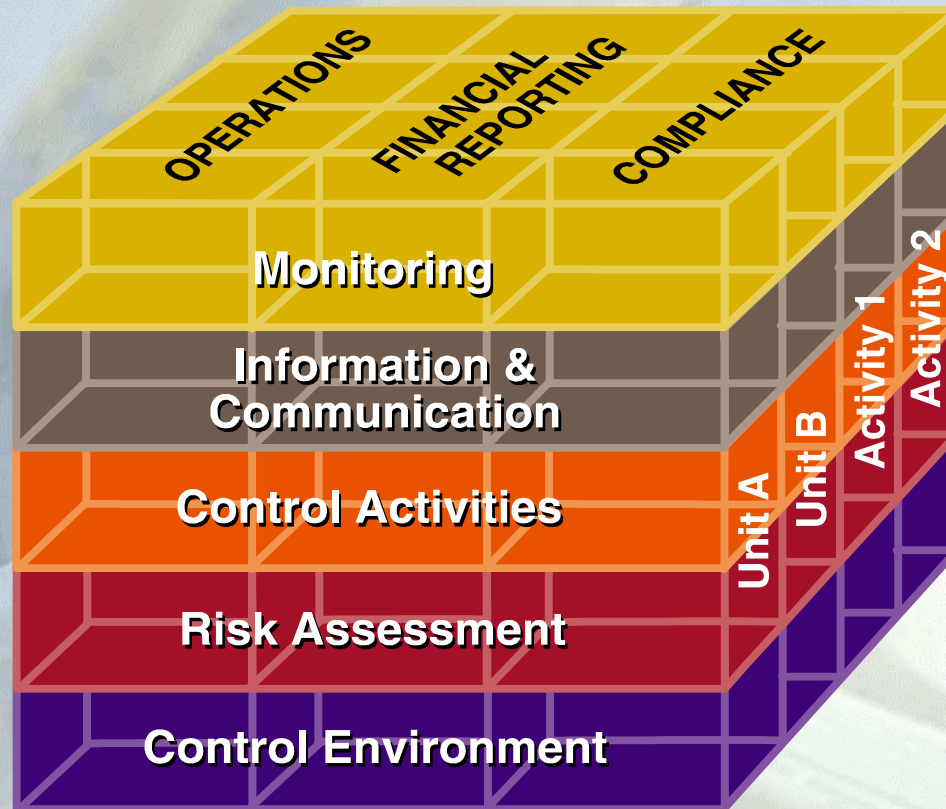 OPERATIONS
FINANCIAL
REPORTING
COMPLIANCE
Monitoring
Information &
Communication
Control Activities
Risk Assessment
Control Environment
Unit A
Unit B
Activity 1
Activity 2